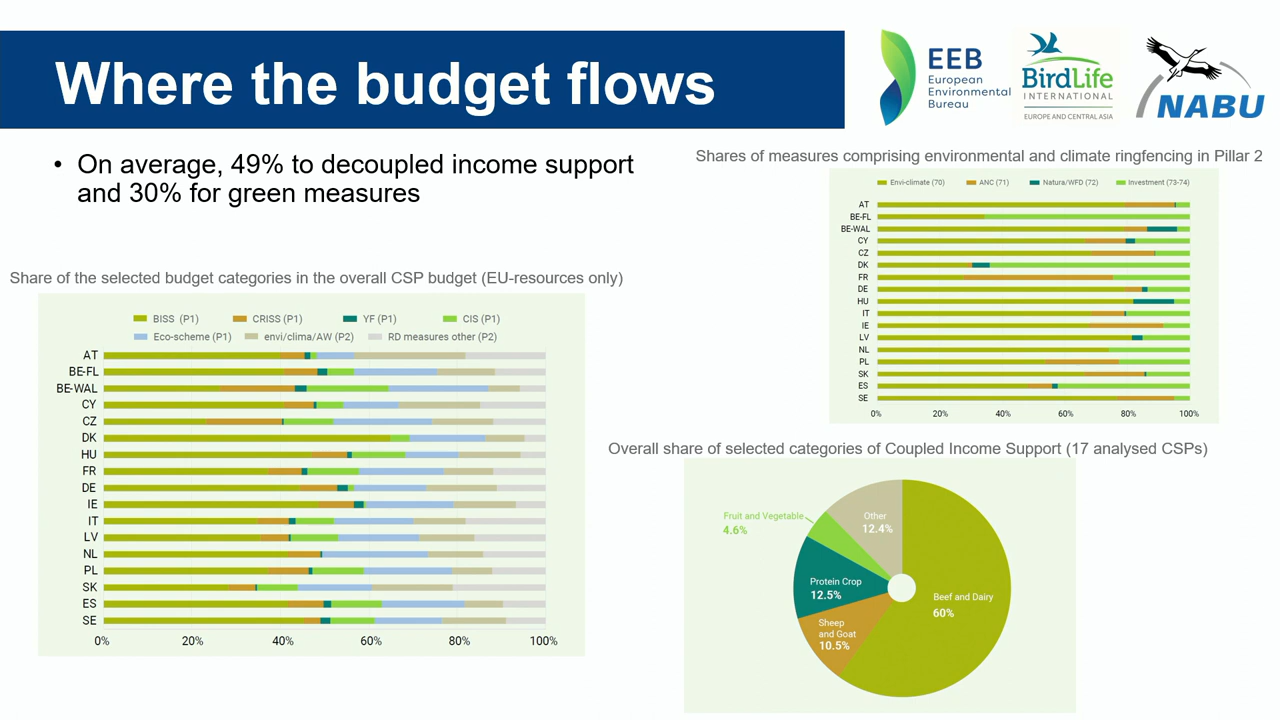 Where the budget flows
EEB
European
Environmental
Bureau
BirdLife
INTERNATIONAL
EUROPE AND CENTRAL ASIA
NABU
• On average, 49% to decoupled income support
and 30% for green measures
Share of the selected budget categories in the overall CSP budget (EU-resources only)
BISS (P1) CRISS (P1) YF (P1) CIS (P1)
Eco-scheme (P1) envi/clima/AW (P2) RD measures other (P2)
AT
BE-FL
BE-WAL
CY
CZ
DK
HU
FR
DE
IE
IT
LV
NL
PL
SK
ES
SE
0% 20% 40% 60% 80% 100%
Shares of measures comprising environmental and climate ringfencing in Pillar 2
Envi-climate (70) ANC (71) Natura/WFD (72) Investment (73-74)
AT
BE-FL
BE-WAL
CY
CZ
DK
FR
DE
HU
IT
IE
LV
NL
PL
SK
ES
SE
0% 20% 40% 60% 80% 100%
Overall share of selected categories of Coupled Income Support (17 analysed CSPs)
Fruit and Vegetable
4.6%
Other
12.4%
Protein Crop
12.5%
Beef and Dairy
60%
Sheep
and Goat
10.5%